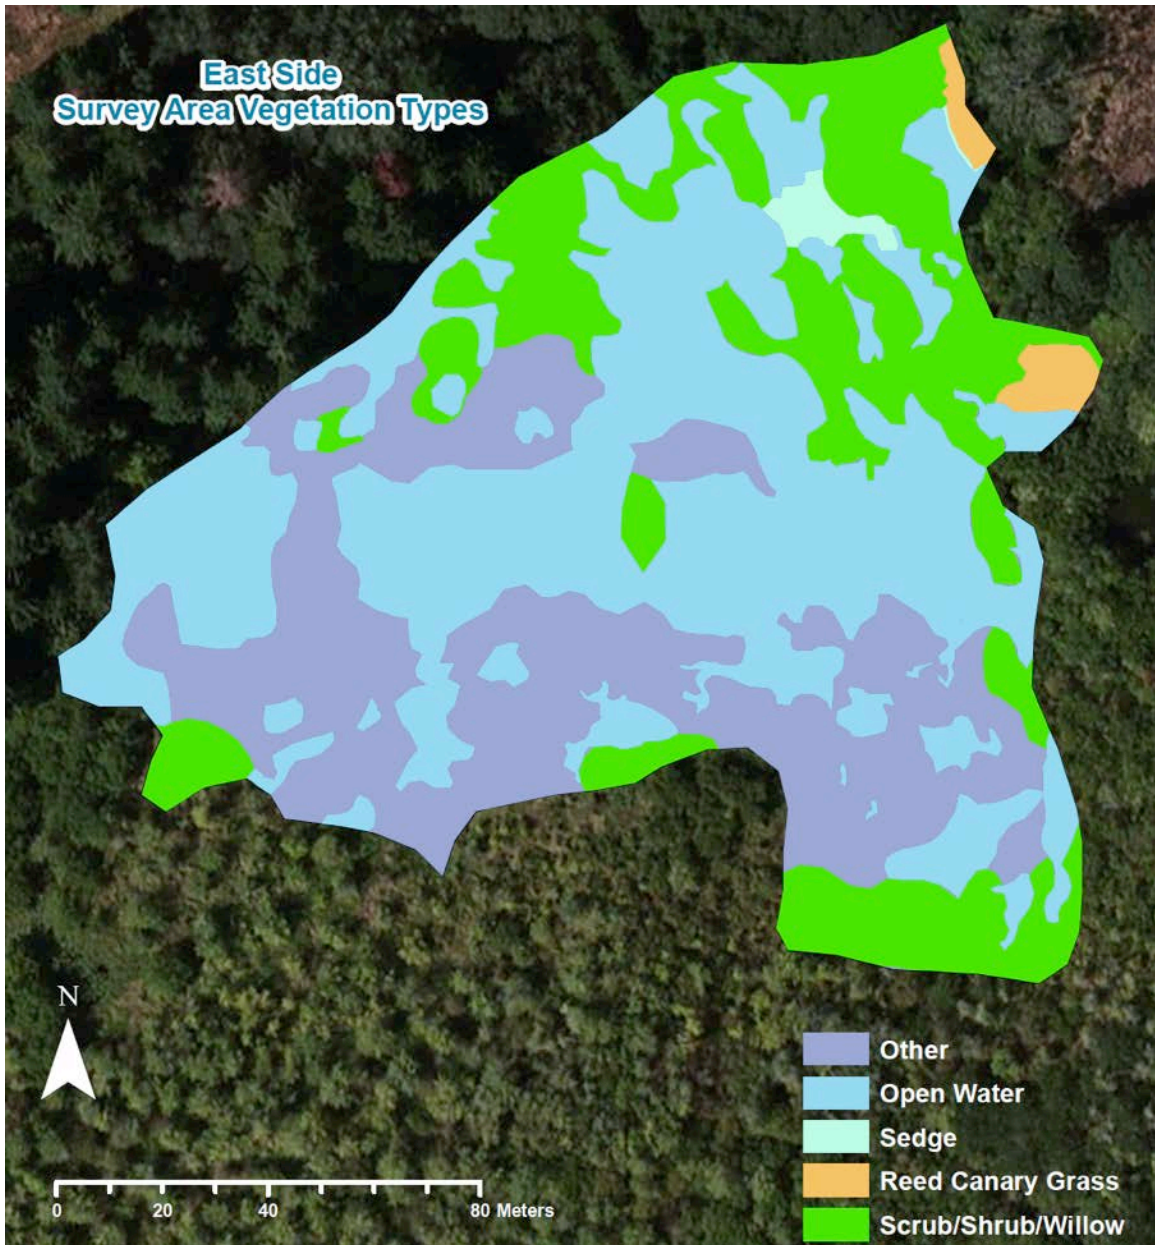 East Side
Survey Area Vegetation Types
N
0 20 40 80 Meters
Other
Open Water
Sedge
Reed Canary Grass
Scrub/Shrub/Willow